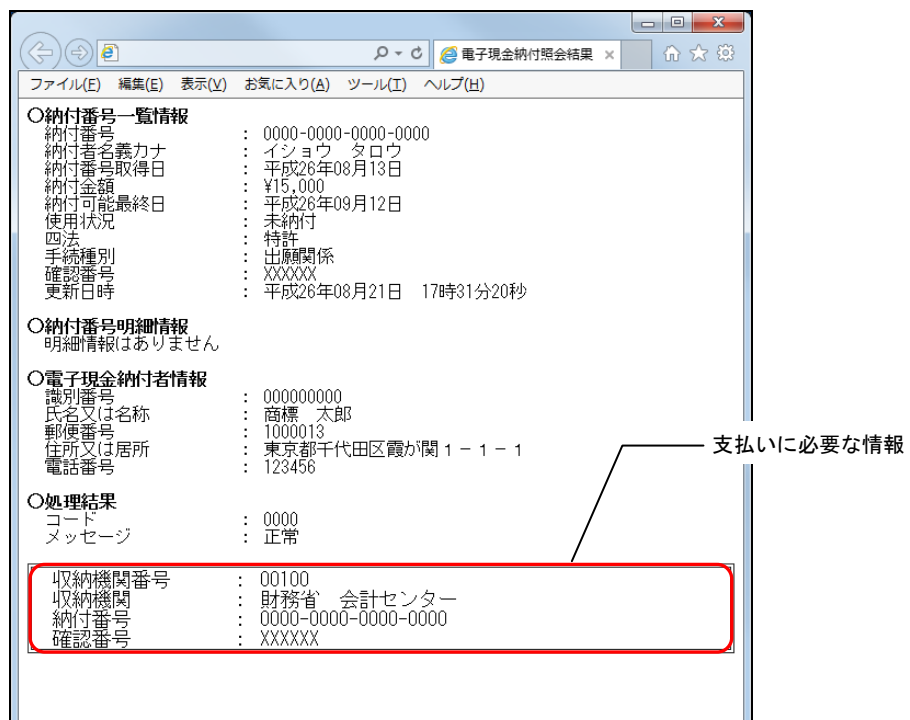 電子現金納付照会結果
ファイル(F) 編集(E) 表示(V) お気に入り(A) ツール(T) ヘルプ(H)
○納付番号一覧情報
納付番号 : 0000-0000-0000-0000
納付者名義カナ : イショウ タロウ
納付番号取得日 : 平成26年08月13日
納付金額 : ¥15,000
納付可能最終日 : 平成26年09月12日
使用状況 : 未納付
四法 : 特許
手続種別 : 出願関係
確認番号 : XXXXXX
更新日時 : 平成26年08月21日 17時31分20秒
○納付番号明細情報
明細情報はありません
○電子現金納付者情報
識別番号 : 000000000
氏名又は名称 : 商標 太郎
郵便番号 : 1000013
住所又は居所 : 東京都千代田区霞が関1-1-1
電話番号 : 123456
支払いに必要な情報
○処理結果
コード : 0000
メッセージ : 正常
収納機関番号 : 00100
収納機関 : 財務省 会計センター
納付番号 : 0000-0000-0000-0000
確認番号 : XXXXXX